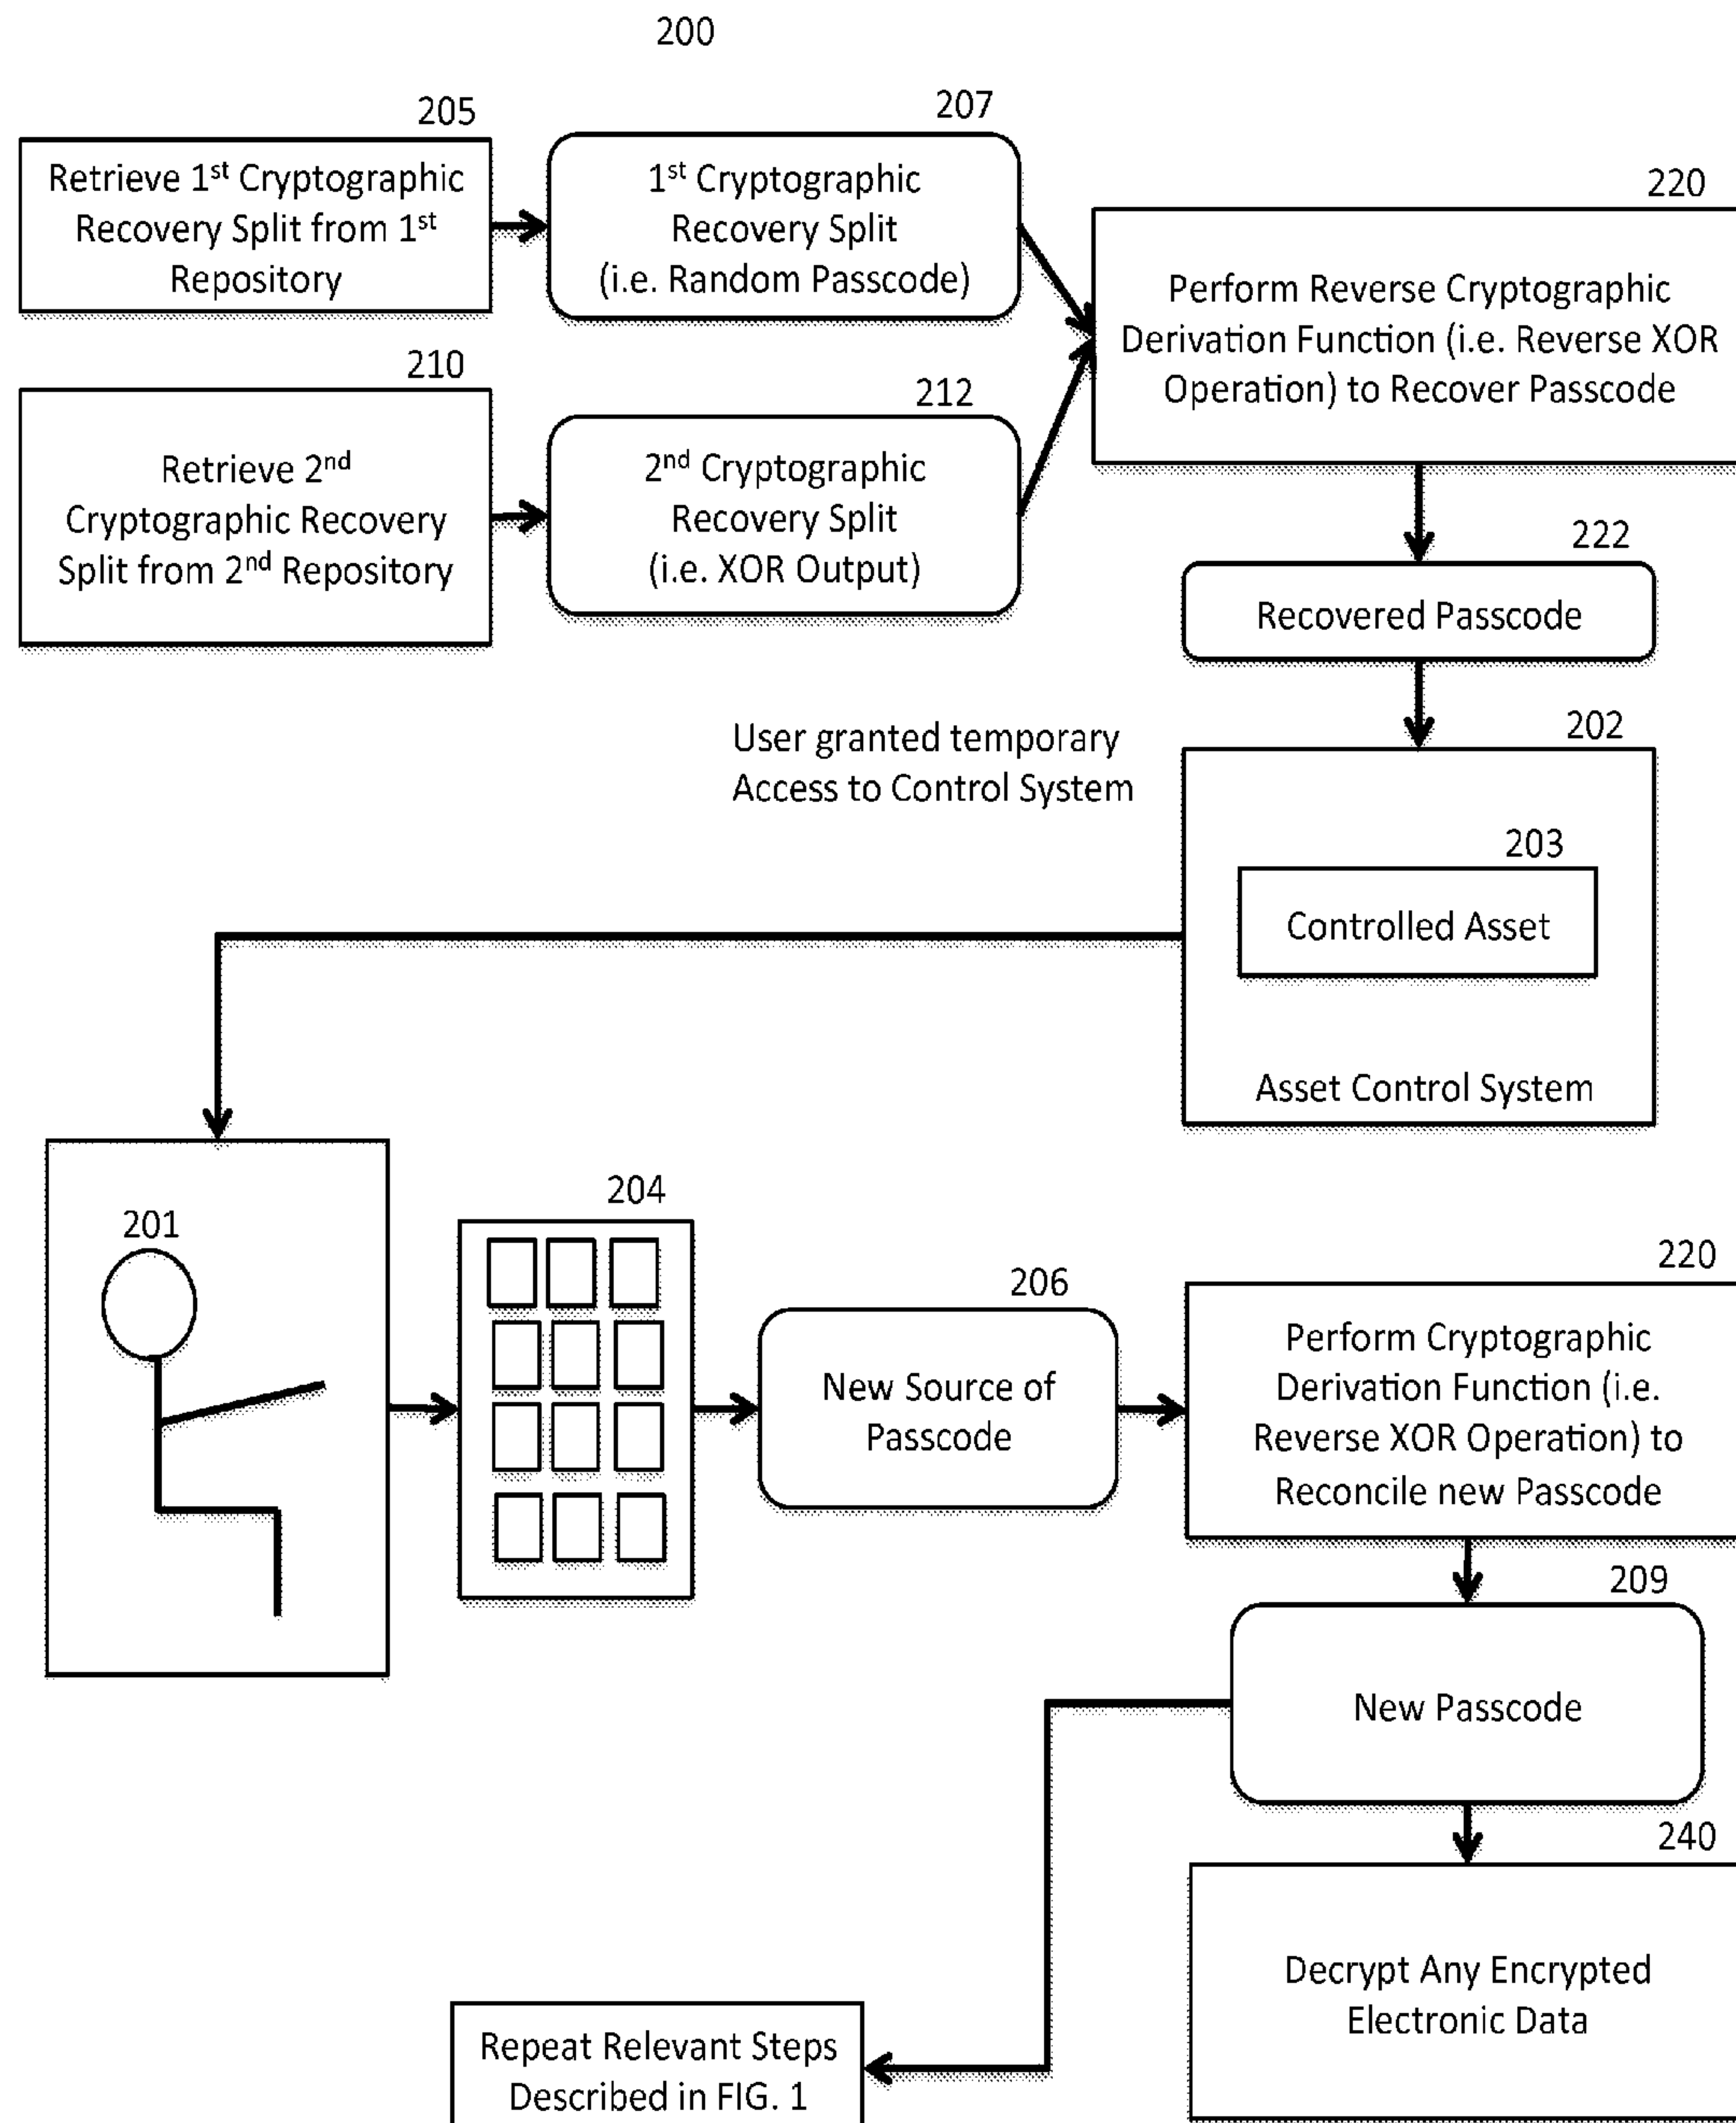 200
205
Retrieve 1st Cryptographic
Recovery Split from 1st
Repository
207
1st Cryptographic
Recovery Split
(i.e. Random Passcode)
220
Perform Reverse Cryptographic
Derivation Function (i.e. Reverse XOR
Operation) to Recover Passcode
210
Retrieve 2nd
Cryptographic Recovery
Split from 2nd Repository
212
2nd Cryptographic
Recovery Split
(i.e. XOR Output)
222
Recovered Passcode
User granted temporary
Access to Control System
202
203
Controlled Asset
Asset Control System
201
204
206
New Source of
Passcode
220
Perform Cryptographic
Derivation Function (i.e.
Reverse XOR Operation) to
Reconcile new Passcode
209
New Passcode
240
Decrypt Any Encrypted
Electronic Data
Repeat Relevant Steps
Described in FIG. 1